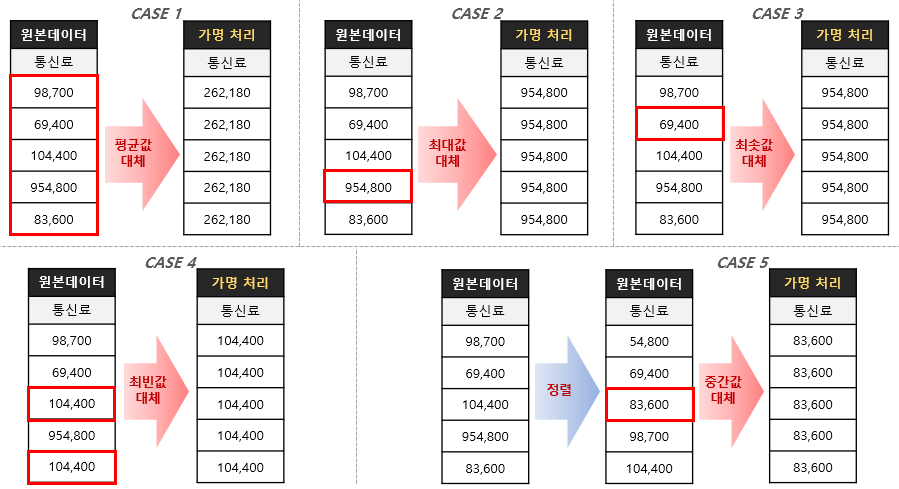 CASE 1
원본데이터
통신료
98,700
69,400
104,400
954,800
83,600
평균값
대체
가명 처리
통신료
262,180
262,180
262,180
262,180
262,180
CASE 2
원본데이터
통신료
98,700
69,400
104,400
954,800
83,600
최대값
대체
가명 처리
통신료
954,800
954,800
954,800
954,800
954,800
CASE 3
원본데이터
통신료
98,700
69,400
104,400
954,800
83,600
최솟값
대체
가명 처리
통신료
954,800
954,800
954,800
954,800
954,800
CASE 4
원본데이터
통신료
98,700
69,400
104,400
954,800
104,400
최빈값
대체
가명 처리
통신료
104,400
104,400
104,400
104,400
104,400
CASE 5
원본데이터
통신료
98,700
69,400
104,400
954,800
83,600
정렬
원본데이터
통신료
54,800
69,400
83,600
98,700
104,400
중간값
대체
가명 처리
통신료
83,600
83,600
83,600
83,600
83,600